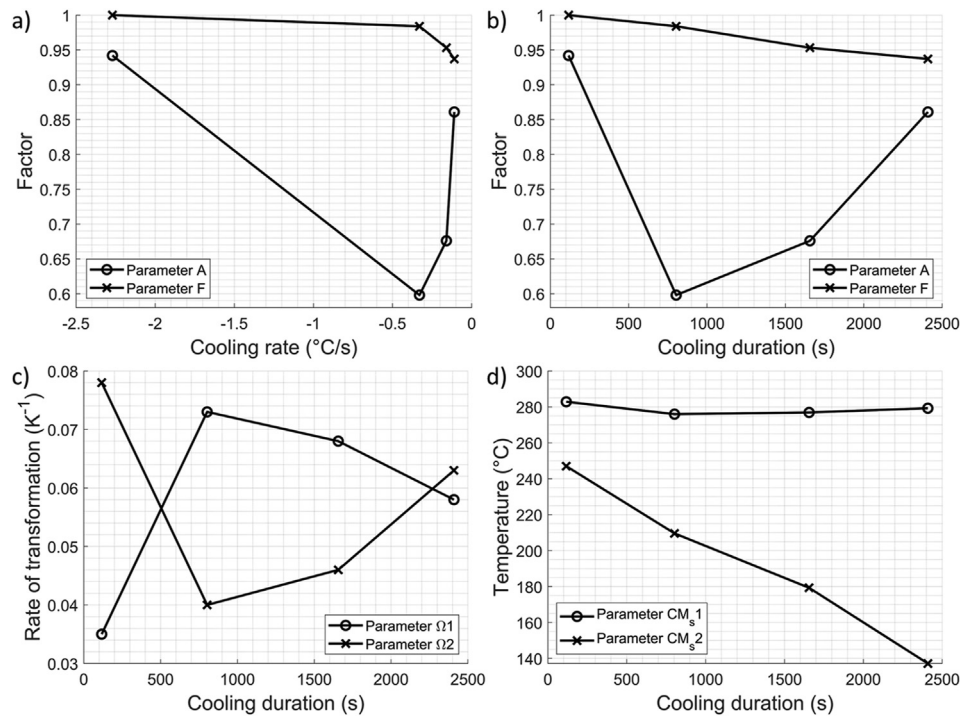 a)
1
0.95
0.9
0.85
0.8
0.75
0.7
0.65
0.6
Factor
Parameter A
Parameter F
-2.5 -2 -1.5 -1 -0.5 0
Cooling rate (°C/s)
b)
1
0.95
0.9
0.85
0.8
0.75
0.7
0.65
0.6
Factor
Parameter A
Parameter F
0 500 1000 1500 2000 2500
Cooling duration (s)
c)
0.08
0.07
0.06
0.05
0.04
0.03
Rate of transformation (K⁻¹)
Parameter Ω1
Parameter Ω2
0 500 1000 1500 2000 2500
Cooling duration (s)
d)
300
280
260
240
220
200
180
160
140
Temperature (°C)
Parameter CMₛ1
Parameter CMₛ2
0 500 1000 1500 2000 2500
Cooling duration (s)